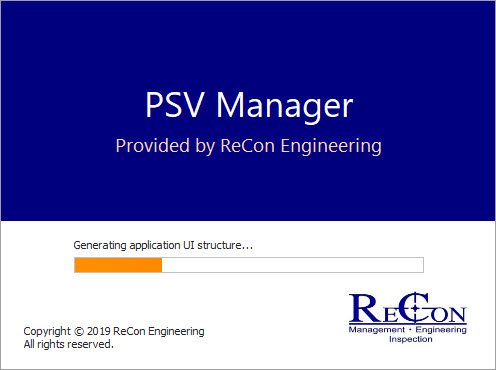 PSV Manager
Provided by ReCon Engineering
Generating application UI structure...
RECON
Management · Engineering
Inspection
Copyright © 2019 ReCon Engineering
All rights reserved.